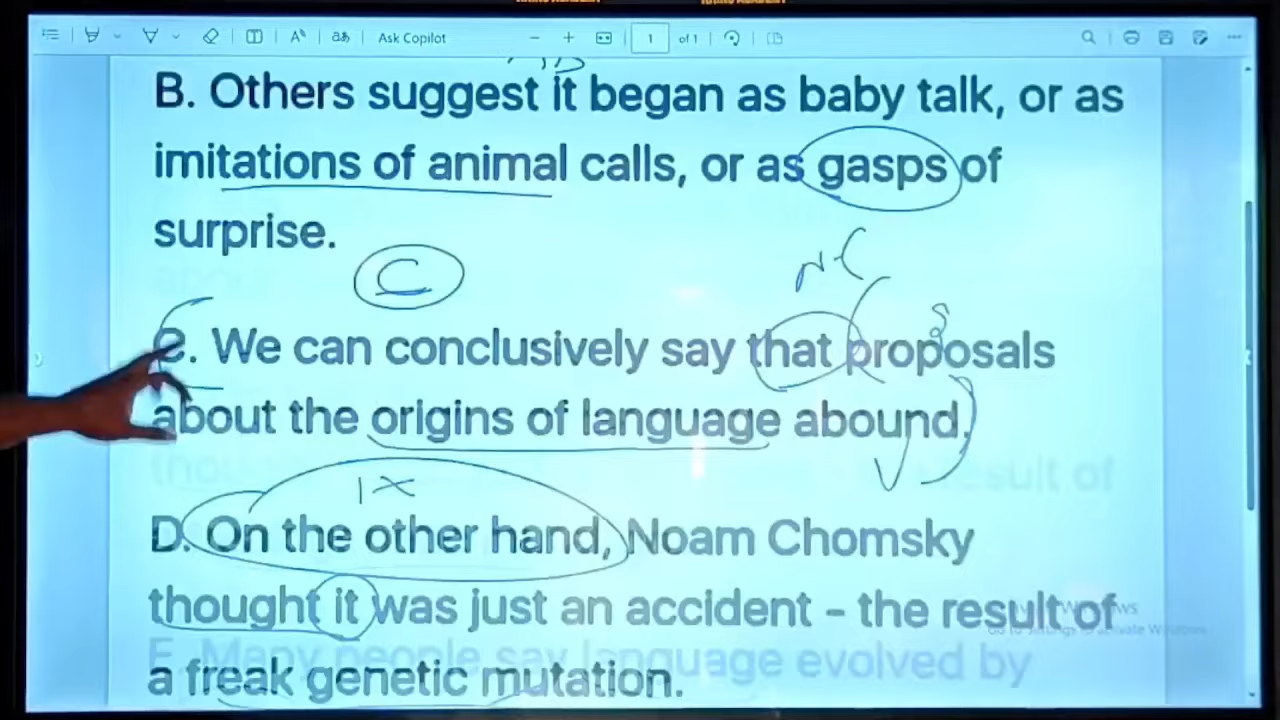 Ask Copilot
1 of 1
B. Others suggest it began as baby talk, or as
imitations of animal calls, or as gasps of
surprise.
C
C. We can conclusively say that proposals
about the origins of language abound.
1x
D. On the other hand, Noam Chomsky
thought it was just an accident – the result of
a freak genetic mutation.
E. Many people say language evolved by